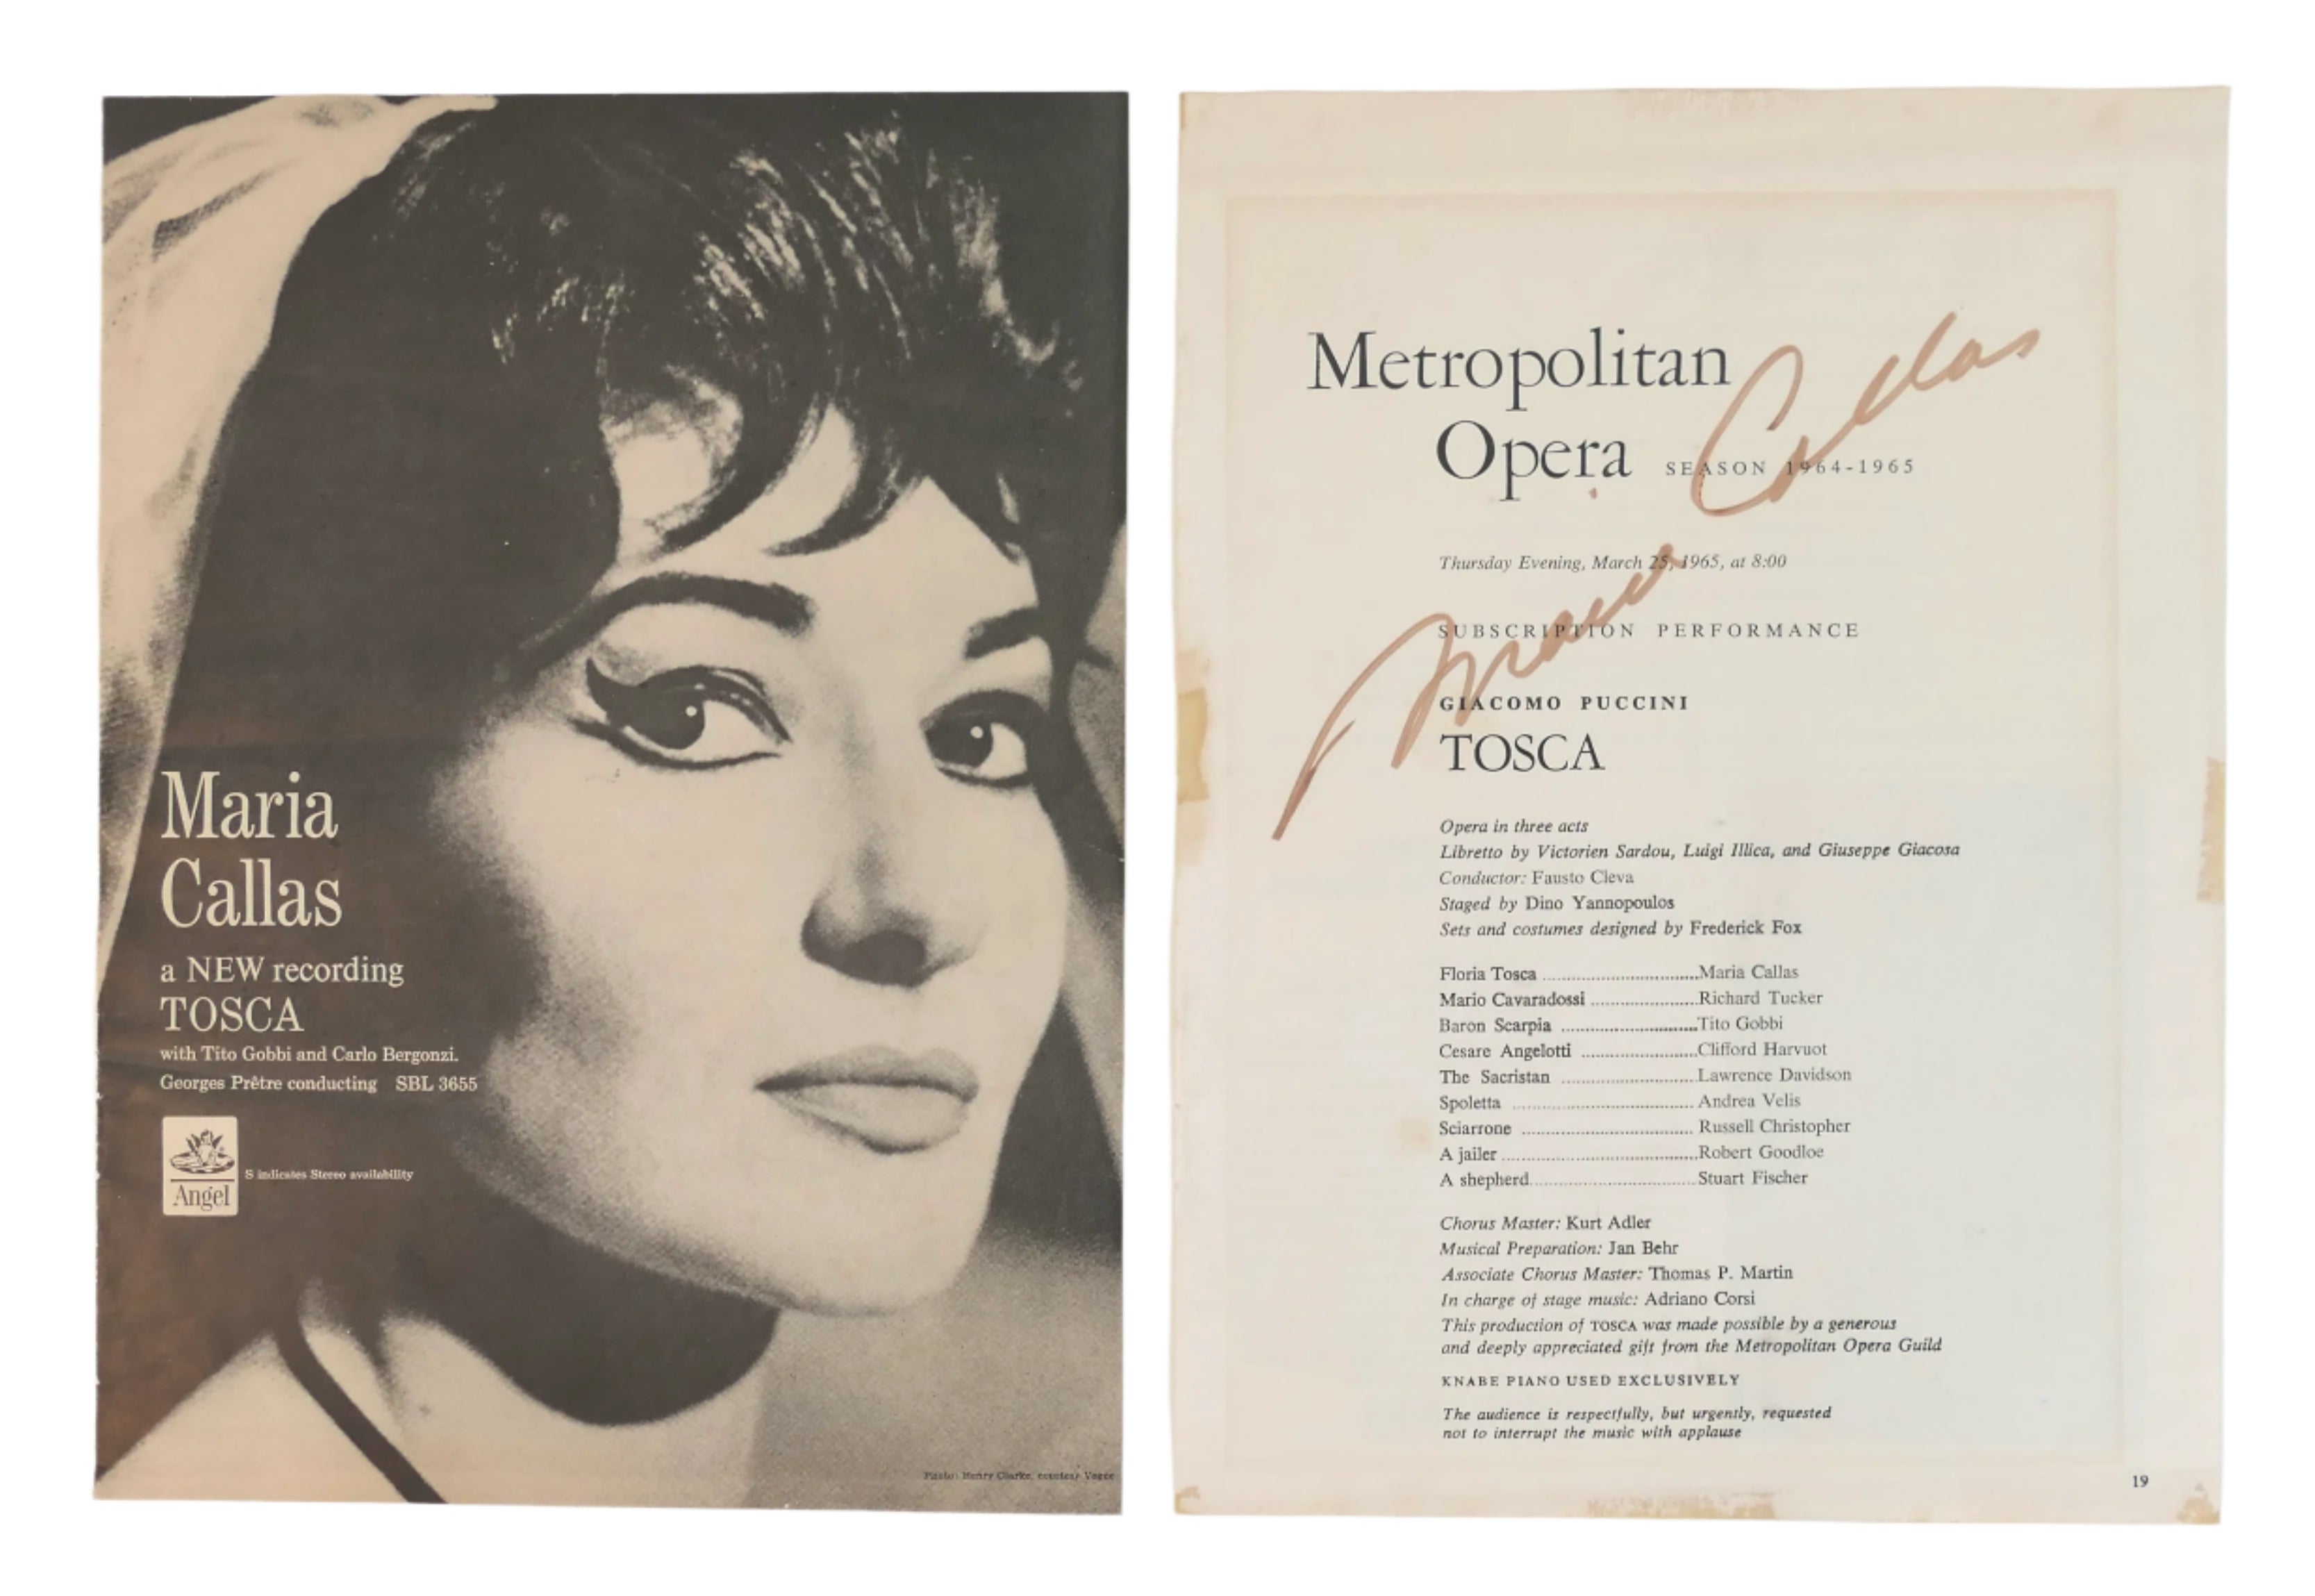 Maria
Callas
a NEW recording
TOSCA
with Tito Gobbi and Carlo Bergonzi.
Georges Prêtre conducting SBL 3655
Angel
S indicates Stereo availability
Photo: Henry Clarke, courtesy Vogue
Metropolitan
Opera SEASON 1964-1965
Maria Callas
Thursday Evening, March 25, 1965, at 8:00
SUBSCRIPTION PERFORMANCE
GIACOMO PUCCINI
TOSCA
Opera in three acts
Libretto by Victorien Sardou, Luigi Illica, and Giuseppe Giacosa
Conductor: Fausto Cleva
Staged by Dino Yannopoulos
Sets and costumes designed by Frederick Fox
Floria Tosca ..............................Maria Callas
Mario Cavaradossi .....................Richard Tucker
Baron Scarpia ...........................Tito Gobbi
Cesare Angelotti .......................Clifford Harvuot
The Sacristan ..........................Lawrence Davidson
Spoletta ................................... Andrea Velis
Sciarrone ................................. Russell Christopher
A jailer ......................................Robert Goodloe
A shepherd................................ Stuart Fischer
Chorus Master: Kurt Adler
Musical Preparation: Jan Behr
Associate Chorus Master: Thomas P. Martin
In charge of stage music: Adriano Corsi
This production of TOSCA was made possible by a generous
and deeply appreciated gift from the Metropolitan Opera Guild
KNABE PIANO USED EXCLUSIVELY
The audience is respectfully, but urgently, requested
not to interrupt the music with applause
19